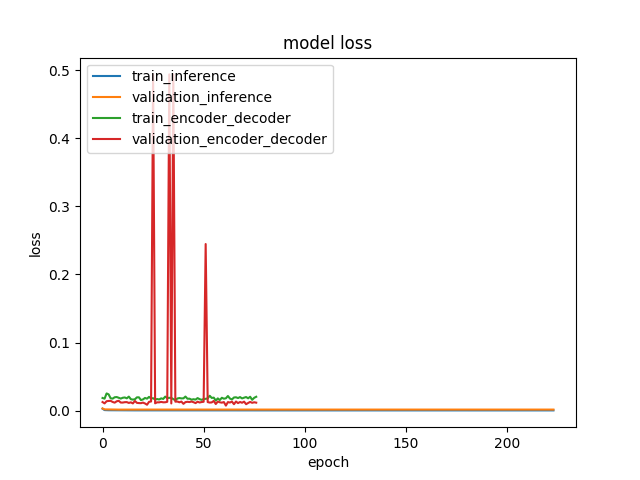 model loss
train_inference
validation_inference
train_encoder_decoder
validation_encoder_decoder
0.5
0.4
0.3
0.2
0.1
0.0
loss
0 50 100 150 200
epoch